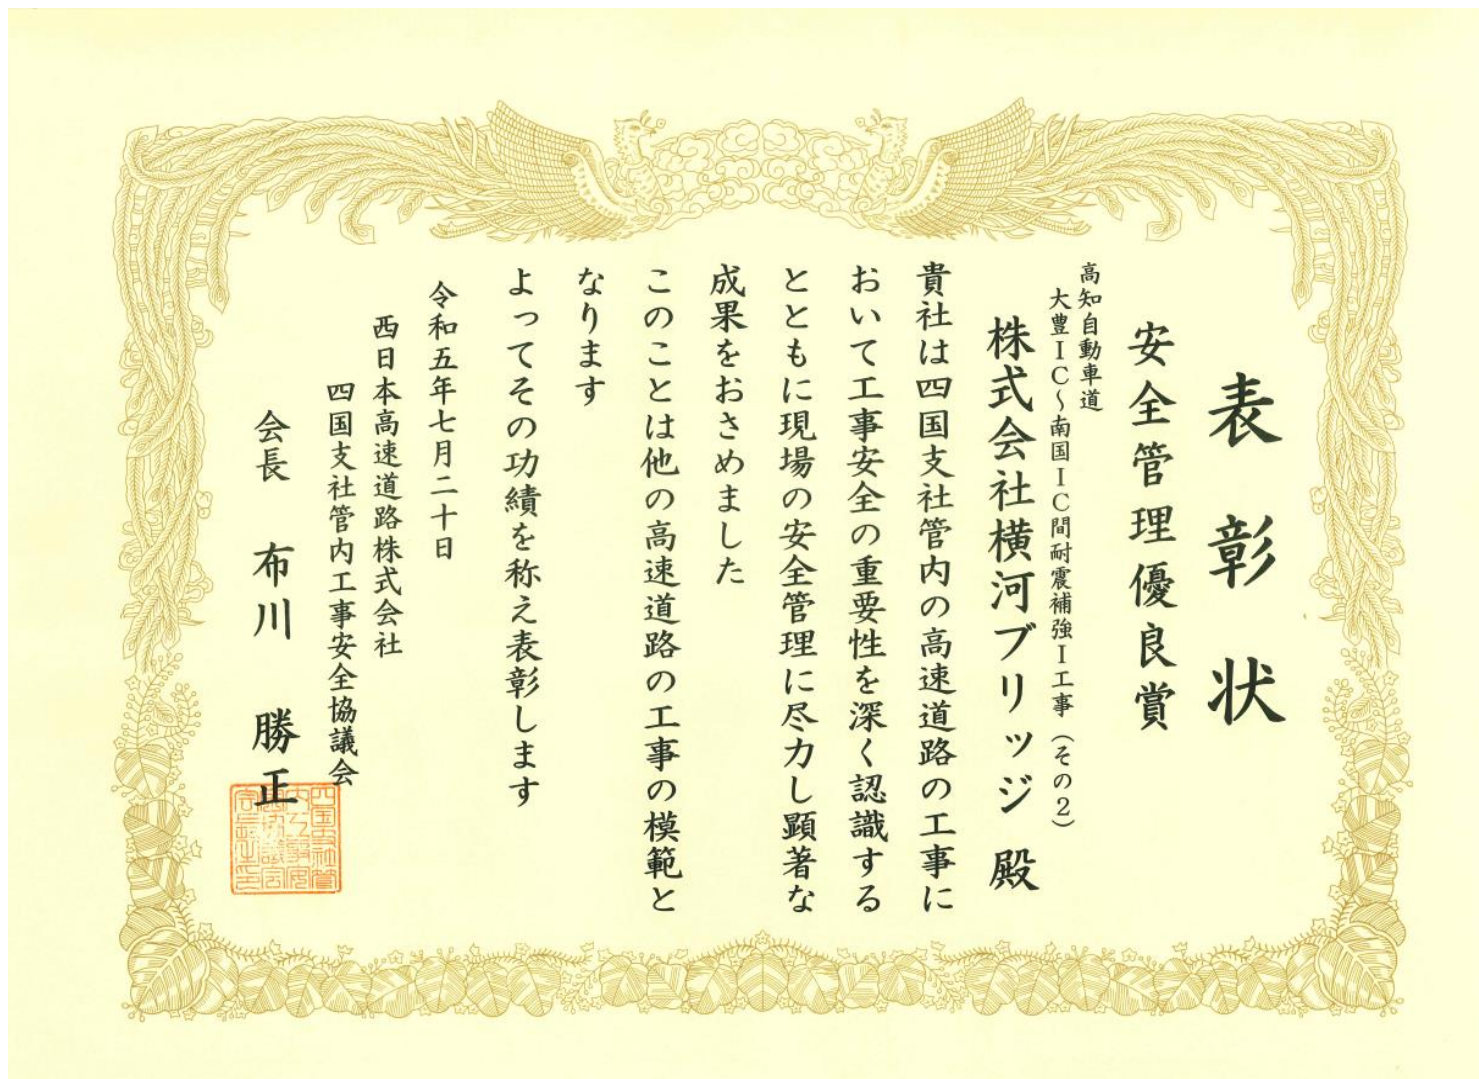 表彰状
安全管理優良賞
高知自動車道
大豊IC～南国IC間耐震補強I工事（その2）
株式会社横河ブリッジ 殿
貴社は四国支社管内の高速道路の工事に
おいて工事安全の重要性を深く認識する
とともに現場の安全管理に尽力し顕著な
成果をおさめました
このことは他の高速道路の工事の模範と
なります
よってその功績を称え表彰します
令和五年七月二十日
西日本高速道路株式会社
四国支社管内工事安全協議会
会長 布川 勝正